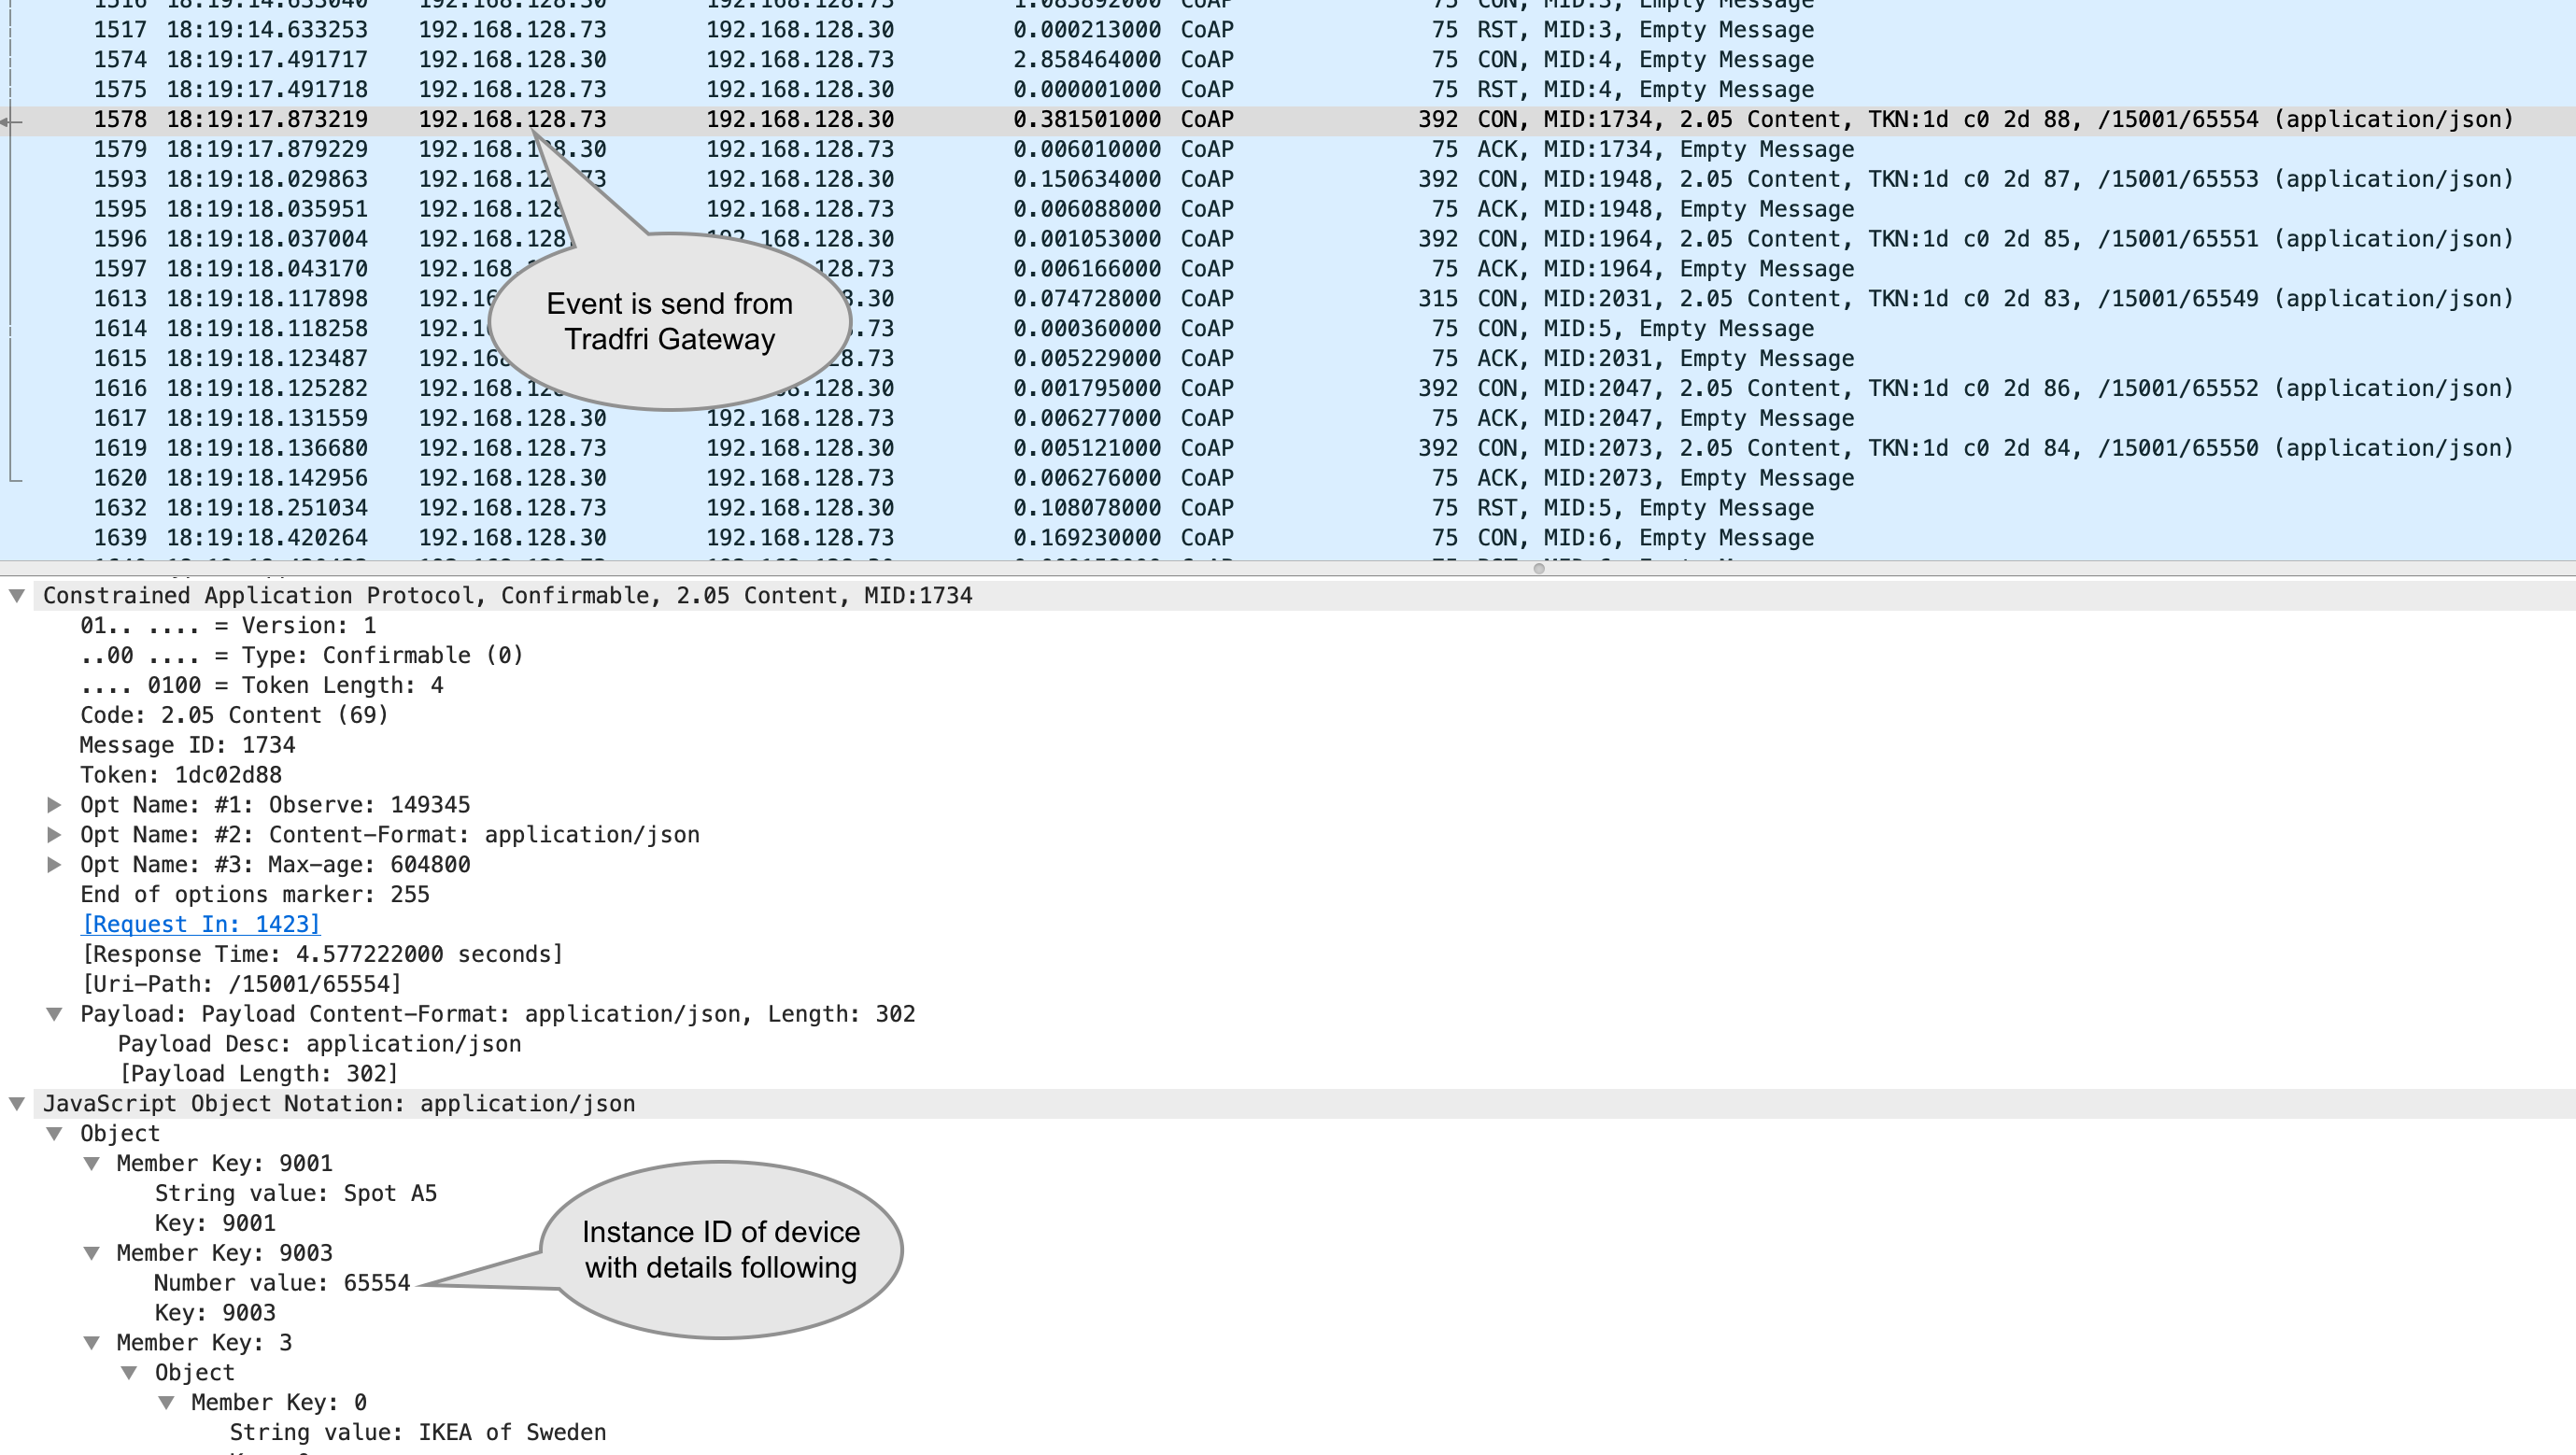 1516 18:19:14.633040 192.168.128.30 192.168.128.73 1.083892000 CoAP 75 CON, MID:3, Empty Message
1517 18:19:14.633253 192.168.128.73 192.168.128.30 0.000213000 CoAP 75 RST, MID:3, Empty Message
1574 18:19:17.491717 192.168.128.30 192.168.128.73 2.858464000 CoAP 75 CON, MID:4, Empty Message
1575 18:19:17.491718 192.168.128.73 192.168.128.30 0.000001000 CoAP 75 RST, MID:4, Empty Message
1578 18:19:17.873219 192.168.128.73 192.168.128.30 0.381501000 CoAP 392 CON, MID:1734, 2.05 Content, TKN:1d c0 2d 88, /15001/65554 (application/json)
1579 18:19:17.879229 192.168.128.30 192.168.128.73 0.006010000 CoAP 75 ACK, MID:1734, Empty Message
1593 18:19:18.029863 192.168.12 73 192.168.128.30 0.150634000 CoAP 392 CON, MID:1948, 2.05 Content, TKN:1d c0 2d 87, /15001/65553 (application/json)
1595 18:19:18.035951 192.168.128 192.168.128.73 0.006088000 CoAP 75 ACK, MID:1948, Empty Message
1596 18:19:18.037004 192.168.128. 192.168.128.30 0.001053000 CoAP 392 CON, MID:1964, 2.05 Content, TKN:1d c0 2d 85, /15001/65551 (application/json)
1597 18:19:18.043170 192.168. 128.73 0.006166000 CoAP 75 ACK, MID:1964, Empty Message
1613 18:19:18.117898 192.16 .30 0.074728000 CoAP 315 CON, MID:2031, 2.05 Content, TKN:1d c0 2d 83, /15001/65549 (application/json)
1614 18:19:18.118258 192.1 .73 0.000360000 CoAP 75 CON, MID:5, Empty Message
1615 18:19:18.123487 192.168 28.73 0.005229000 CoAP 75 ACK, MID:2031, Empty Message
1616 18:19:18.125282 192.168.12 .30 0.001795000 CoAP 392 CON, MID:2047, 2.05 Content, TKN:1d c0 2d 86, /15001/65552 (application/json)
1617 18:19:18.131559 192.168.128.30 192.168.128.73 0.006277000 CoAP 75 ACK, MID:2047, Empty Message
1619 18:19:18.136680 192.168.128.73 192.168.128.30 0.005121000 CoAP 392 CON, MID:2073, 2.05 Content, TKN:1d c0 2d 84, /15001/65550 (application/json)
1620 18:19:18.142956 192.168.128.30 192.168.128.73 0.006276000 CoAP 75 ACK, MID:2073, Empty Message
1632 18:19:18.251034 192.168.128.73 192.168.128.30 0.108078000 CoAP 75 RST, MID:5, Empty Message
1639 18:19:18.420264 192.168.128.30 192.168.128.73 0.169230000 CoAP 75 CON, MID:6, Empty Message
Event is send from
Tradfri Gateway
Constrained Application Protocol, Confirmable, 2.05 Content, MID:1734
01.. .... = Version: 1
..00 .... = Type: Confirmable (0)
.... 0100 = Token Length: 4
Code: 2.05 Content (69)
Message ID: 1734
Token: 1dc02d88
Opt Name: #1: Observe: 149345
Opt Name: #2: Content-Format: application/json
Opt Name: #3: Max-age: 604800
End of options marker: 255
[Request In: 1423]
[Response Time: 4.577222000 seconds]
[Uri-Path: /15001/65554]
Payload: Payload Content-Format: application/json, Length: 302
Payload Desc: application/json
[Payload Length: 302]
JavaScript Object Notation: application/json
Object
Member Key: 9001
String value: Spot A5
Key: 9001
Member Key: 9003
Number value: 65554
Key: 9003
Instance ID of device
with details following
Member Key: 3
Object
Member Key: 0
String value: IKEA of Sweden